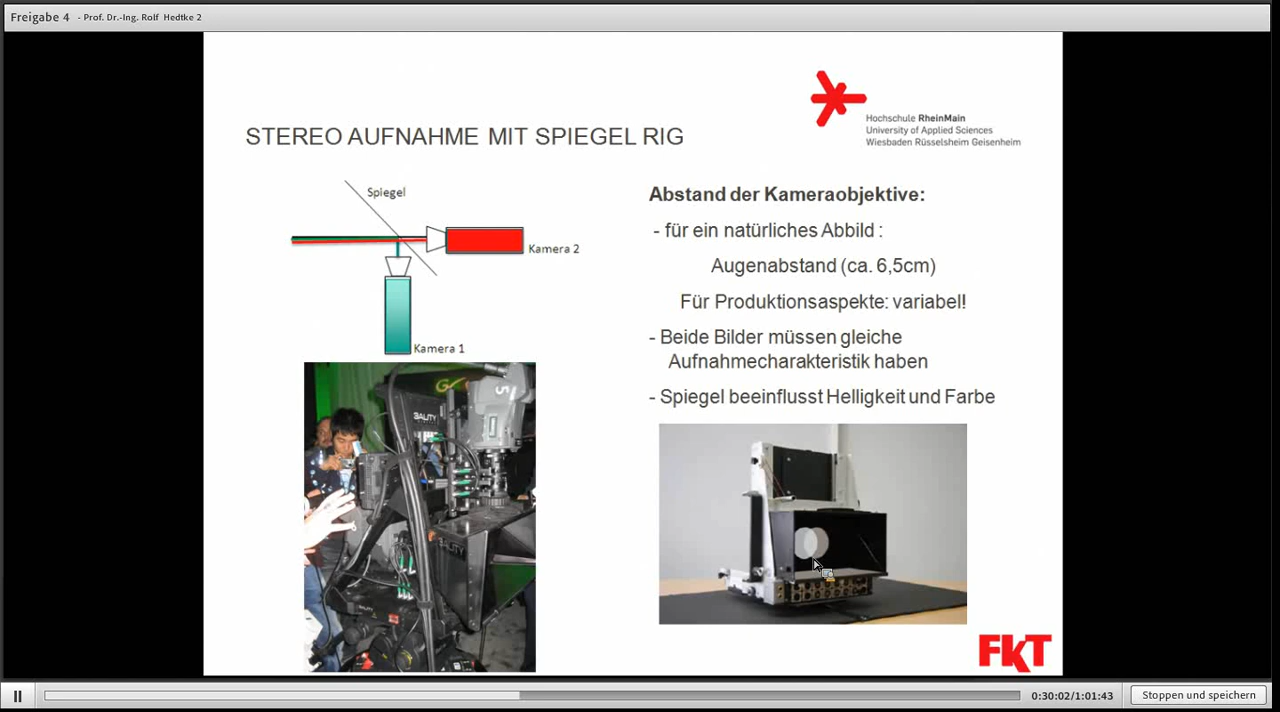 Freigabe 4 - Prof. Dr.-Ing. Rolf Hedtke 2
Hochschule RheinMain
University of Applied Sciences
Wiesbaden Rüsselsheim Geisenheim
STEREO AUFNAHME MIT SPIEGEL RIG
Spiegel
Kamera 2
Kamera 1
Abstand der Kameraobjektive:
- für ein natürliches Abbild :
Augenabstand (ca. 6,5cm)
Für Produktionsaspekte: variabel!
- Beide Bilder müssen gleiche
Aufnahmecharakteristik haben
- Spiegel beeinflusst Helligkeit und Farbe
3ALITY
3ALITY
FKT
0:30:02/1:01:43
Stoppen und speichern